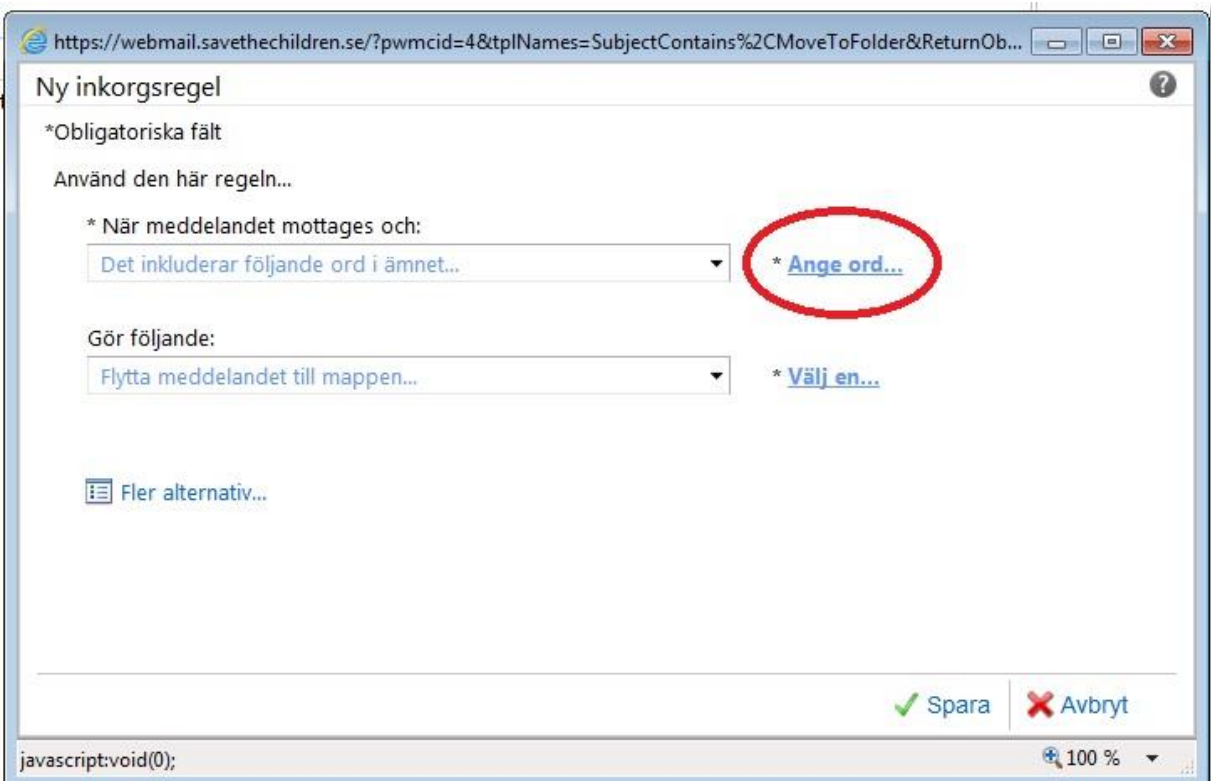 https://webmail.savethechildren.se/?pwmcid=4&tplNames=SubjectContains%2CMoveToFolder&ReturnOb...
Ny inkorgsregel
*Obligatoriska fält
Använd den här regeln...
* När meddelandet mottages och:
Det inkluderar följande ord i ämnet... * Ange ord...
Gör följande:
Flytta meddelandet till mappen... * Välj en...
Fler alternativ...
Spara Avbryt
javascript:void(0); 100 %